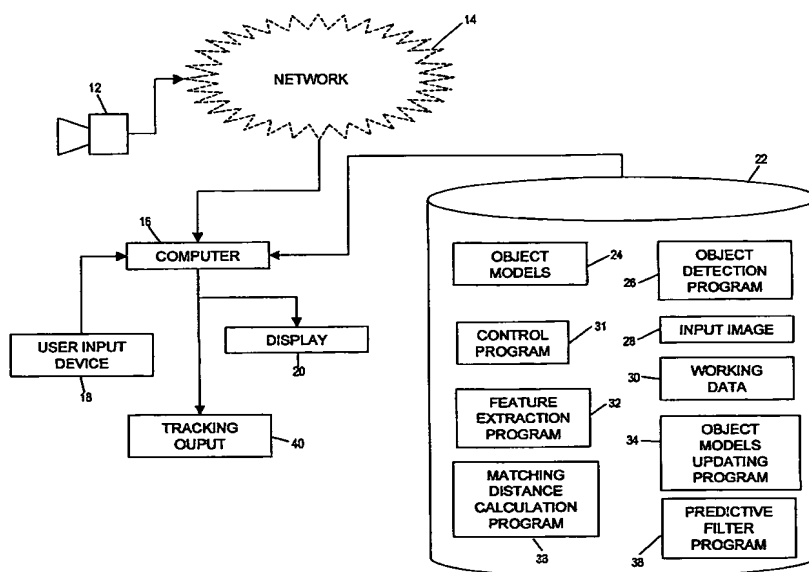 14
NETWORK
12
22
16
COMPUTER
OBJECT
MODELS
24
OBJECT
DETECTION
PROGRAM
26
CONTROL
PROGRAM
31
INPUT IMAGE
28
USER INPUT
DEVICE
18
DISPLAY
20
WORKING
DATA
30
FEATURE
EXTRACTION
PROGRAM
32
TRACKING
OUPUT
40
OBJECT
MODELS
UPDATING
PROGRAM
34
MATCHING
DISTANCE
CALCULATION
PROGRAM
33
PREDICTIVE
FILTER
PROGRAM
38